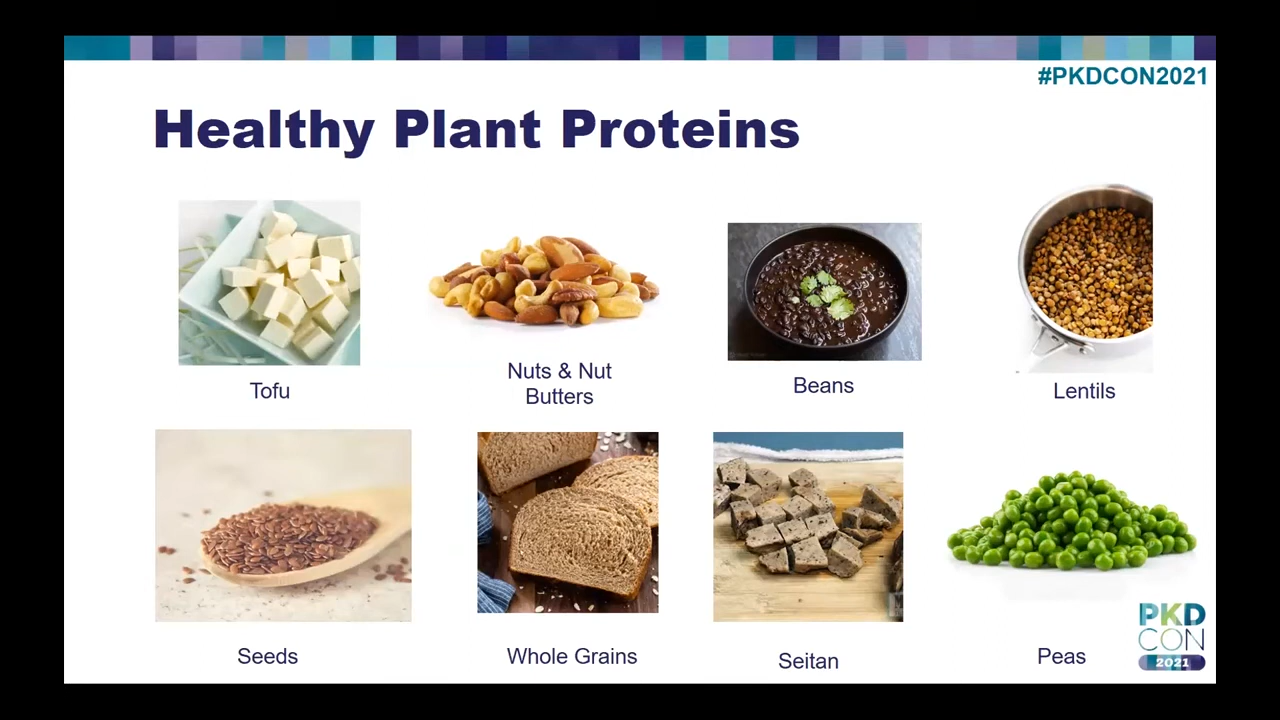 #PKDCON2021
Healthy Plant Proteins
Tofu
Nuts & Nut
Butters
Beans
Lentils
Seeds
Whole Grains
Seitan
Peas
PKD
CON
2021